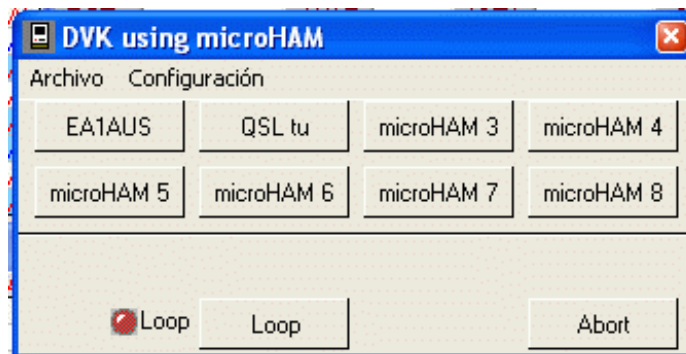 DVK using microHAM
Archivo Configuración
EA1AUS QSL tu microHAM 3 microHAM 4
microHAM 5 microHAM 6 microHAM 7 microHAM 8
Loop Loop Abort